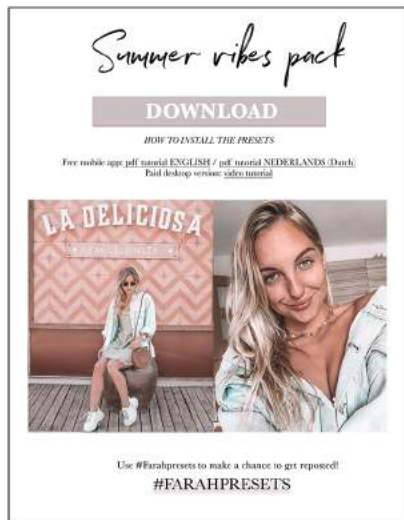 Summer vibes pack
DOWNLOAD
HOW TO INSTALL THE PRESETS
Free mobile app: pdf tutorial ENGLISH / pdf tutorial NEDERLANDS (Dutch)
Paid deskop version: video tutorial
LA DELICIOSA
Use #Farahpresets to make a chance to get reposted!
#FARAHPRESETS